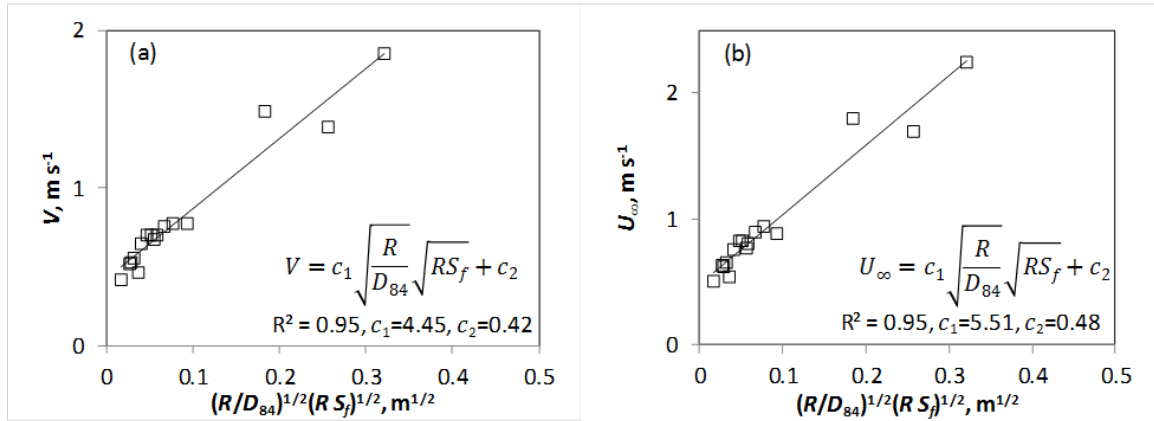 (a)
2
1
0
V, m s⁻¹
V = c₁ √(R/D₈₄) √(RS_f) + c₂
R² = 0.95, c₁=4.45, c₂=0.42
0 0.1 0.2 0.3 0.4 0.5
(R/D₈₄)¹/²(R S_f)¹/², m¹/²
(b)
2
1
0
U∞, m s⁻¹
U∞ = c₁ √(R/D₈₄) √(RS_f) + c₂
R² = 0.95, c₁=5.51, c₂=0.48
0 0.1 0.2 0.3 0.4 0.5
(R/D₈₄)¹/²(R S_f)¹/², m¹/²